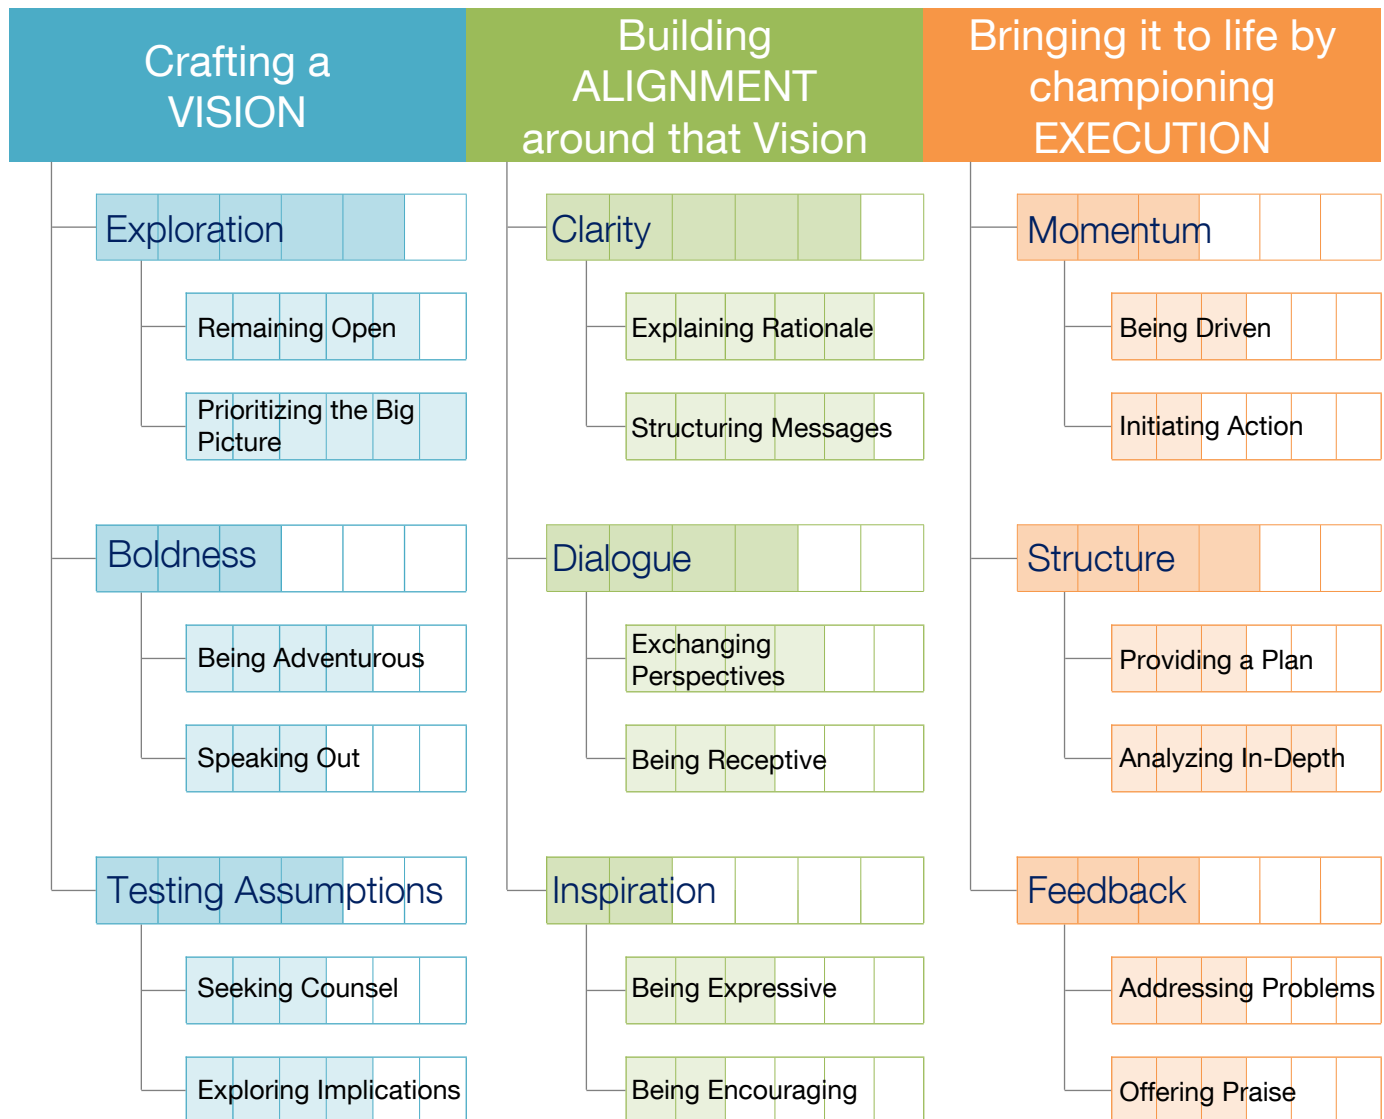 Crafting a
VISION
Building
ALIGNMENT
around that Vision
Bringing it to life by
championing
EXECUTION
Exploration
Remaining Open
Prioritizing the Big
Picture
Boldness
Being Adventurous
Speaking Out
Testing Assumptions
Seeking Counsel
Exploring Implications
Clarity
Explaining Rationale
Structuring Messages
Dialogue
Exchanging
Perspectives
Being Receptive
Inspiration
Being Expressive
Being Encouraging
Momentum
Being Driven
Initiating Action
Structure
Providing a Plan
Analyzing In-Depth
Feedback
Addressing Problems
Offering Praise